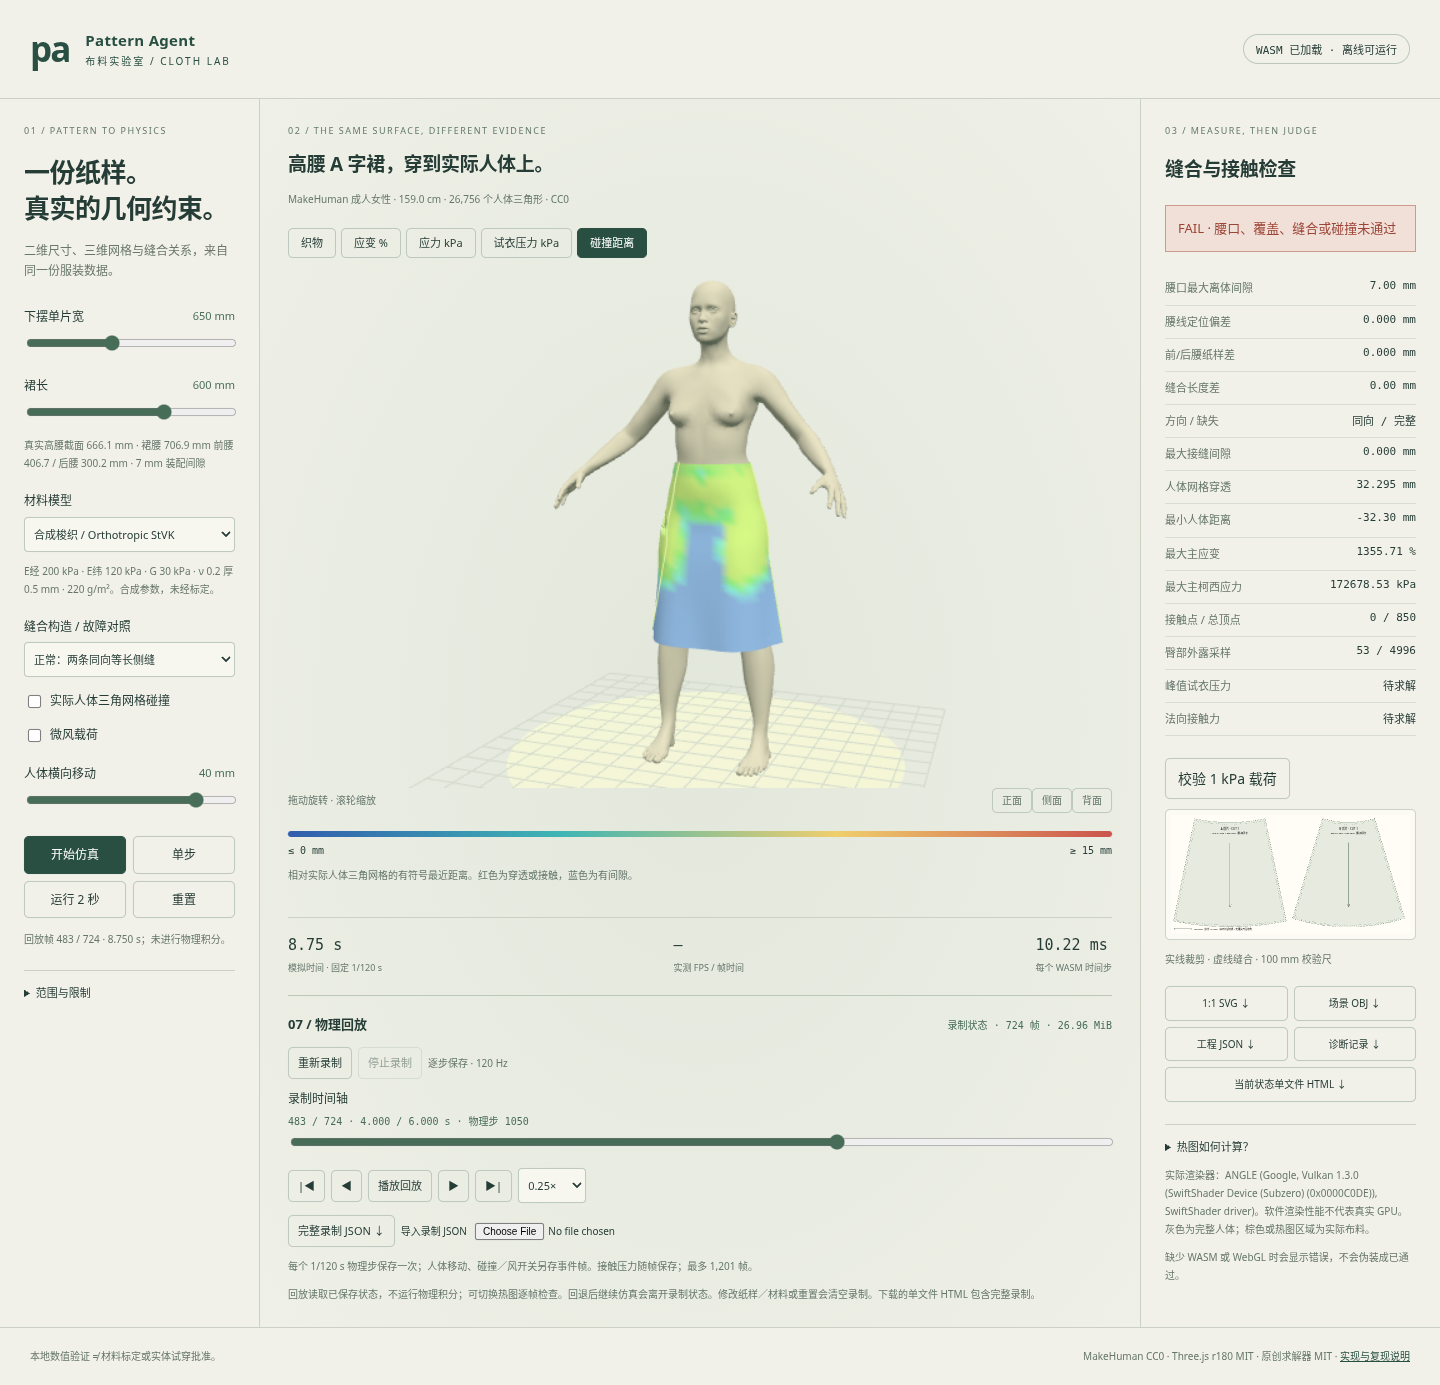 pa
Pattern Agent
布料实验室 / CLOTH LAB
WASM 已加载 · 离线可运行
01 / PATTERN TO PHYSICS
一份纸样。
真实的几何约束。
二维尺寸、三维网格与缝合关系，来自
同一份服装数据。
下摆单片宽
650 mm
裙长
600 mm
真实高腰截面 666.1 mm · 裙腰 706.9 mm 前腰
406.7 / 后腰 300.2 mm · 7 mm 装配间隙
材料模型
合成梭织 / Orthotropic StVK
E经 200 kPa · E纬 120 kPa · G 30 kPa · ν 0.2 厚
0.5 mm · 220 g/m²。合成参数，未经标定。
缝合构造 / 故障对照
正常：两条同向等长侧缝
实际人体三角网格碰撞
微风载荷
人体横向移动
40 mm
开始仿真
单步
运行 2 秒
重置
回放帧 483 / 724 · 8.750 s；未进行物理积分。
▶ 范围与限制
02 / THE SAME SURFACE, DIFFERENT EVIDENCE
高腰 A 字裙，穿到实际人体上。
MakeHuman 成人女性 · 159.0 cm · 26,756 个人体三角形 · CC0
织物
应变 %
应力 kPa
试衣压力 kPa
碰撞距离
拖动旋转 · 滚轮缩放
正面
侧面
背面
≤ 0 mm
≥ 15 mm
相对实际人体三角网格的有符号最近距离。红色为穿透或接触，蓝色为有间隙。
8.75 s
模拟时间 · 固定 1/120 s
—
实测 FPS / 帧时间
10.22 ms
每个 WASM 时间步
07 / 物理回放
录制状态 · 724 帧 · 26.96 MiB
重新录制
停止录制
逐步保存 · 120 Hz
录制时间轴
483 / 724 · 4.000 / 6.000 s · 物理步 1050
|◀
◀
播放回放
▶
▶|
0.25×
完整录制 JSON ↓
导入录制 JSON
Choose File
No file chosen
每个 1/120 s 物理步保存一次；人体移动、碰撞／风开关另存事件帧。接触压力随帧保存；最多 1,201 帧。
回放读取已保存状态，不运行物理积分；可切换热图逐帧检查。回退后继续仿真会离开录制状态。修改纸样／材料或重置会清空录制。下载的单文件 HTML 包含完整录制。
03 / MEASURE, THEN JUDGE
缝合与接触检查
FAIL · 腰口、覆盖、缝合或碰撞未通过
腰口最大离体间隙
7.00 mm
腰线定位偏差
0.000 mm
前/后腰纸样差
0.000 mm
缝合长度差
0.00 mm
方向 / 缺失
同向 / 完整
最大接缝间隙
0.000 mm
人体网格穿透
32.295 mm
最小人体距离
-32.30 mm
最大主应变
1355.71 %
最大主柯西应力
172678.53 kPa
接触点 / 总顶点
0 / 850
臀部外露采样
53 / 4996
峰值试衣压力
待求解
法向接触力
待求解
校验 1 kPa 载荷
实线裁剪 · 虚线缝合 · 100 mm 校验尺
1:1 SVG ↓
场景 OBJ ↓
工程 JSON ↓
诊断记录 ↓
当前状态单文件 HTML ↓
▶ 热图如何计算？
实际渲染器：ANGLE (Google, Vulkan 1.3.0
(SwiftShader Device (Subzero) (0x0000C0DE)),
SwiftShader driver)。软件渲染性能不代表真实 GPU。
灰色为完整人体；棕色或热图区域为实际布料。
缺少 WASM 或 WebGL 时会显示错误，不会伪装成已通
过。
本地数值验证 ≠ 材料标定或实体试穿批准。
MakeHuman CC0 · Three.js r180 MIT · 原创求解器 MIT · 实现与复现说明